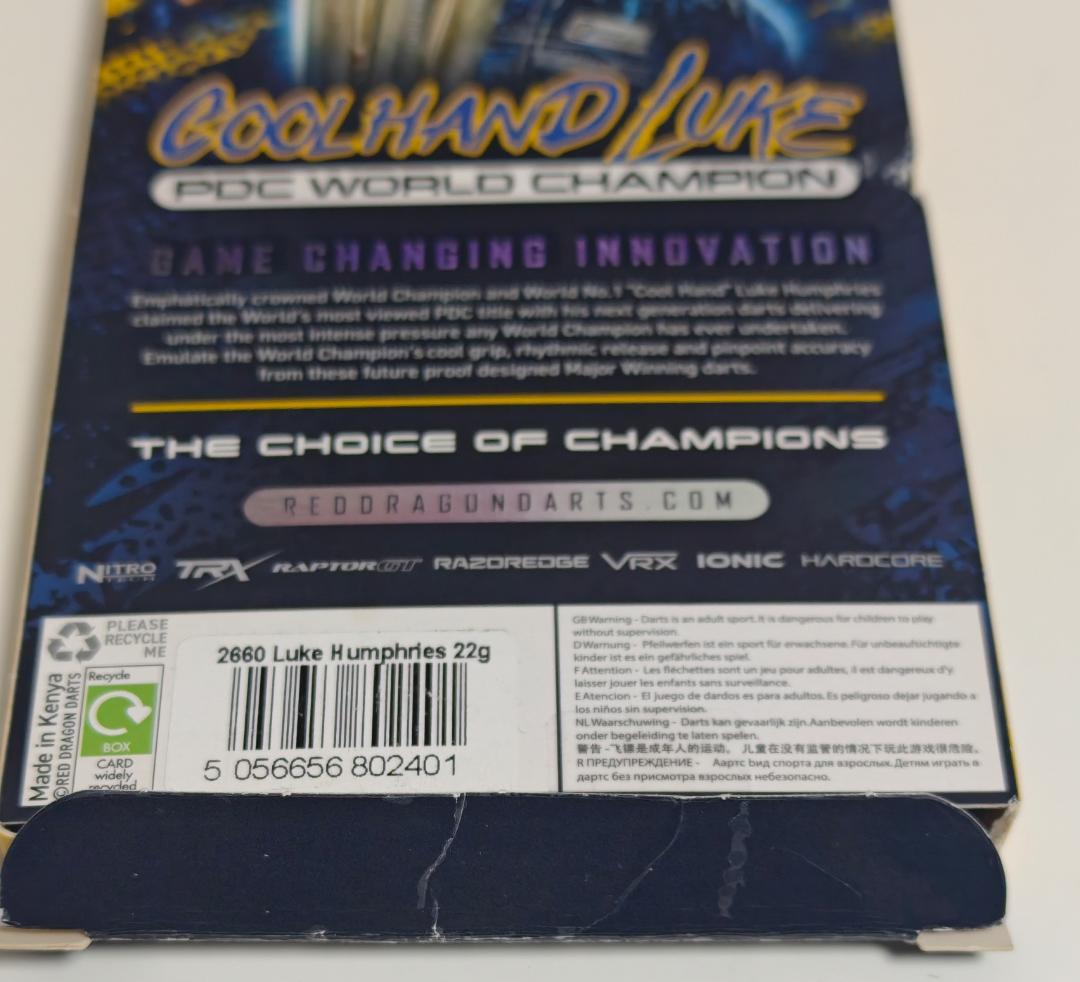 COOLHAND LUKE
PDC WORLD CHAMPION
GAME CHANGING INNOVATION
Emphatically crowned World Champion and World No.1 "Cool Hand" Luke Humphries
claimed the World's most viewed PDC title with his next generation darts delivering
under the most intense pressure any World Champion has ever undertaken.
Emulate the World Champion's cool grip, rhythmic release and pinpoint accuracy
from these future proof designed Major Winning darts.
THE CHOICE OF CHAMPIONS
REDDRAGONDARTS.COM
NITRO TRX RAPTOR GT RAZOREDGE VRX IONIC HARDCORE
PLEASE
RECYCLE
ME
Recycle
BOX
CARD
widely
recycled
Made in Kenya
©RED DRAGON DARTS
2660 Luke Humphries 22g
5 056656 802401
GB Warning - Darts is an adult sport. It is dangerous for children to play
without supervision.
D Warnung - Pfeilwerfen ist ein sport für erwachsene. Für unbeaufsichtigte
kinder ist es ein gefährliches spiel.
F Attention - Les fléchettes sont un jeu pour adultes, il est dangereux d'y
laisser jouer les enfants sans surveillance.
E Atencion - El juego de dardos es para adultos. Es peligroso dejar jugando a
los niños sin supervision.
NL Waarschuwing - Darts kan gevaarlijk zijn. Aanbevolen wordt kinderen
onder begeleiding te laten spelen.
警告 - 飞镖是成年人的运动。 儿童在没有监管的情况下玩此游戏很危险。
R ПРЕДУПРЕЖДЕНИЕ - Аартс bид спорта для взрослых. Детям играть в
дартс без присмотра взрослых небезопасно.